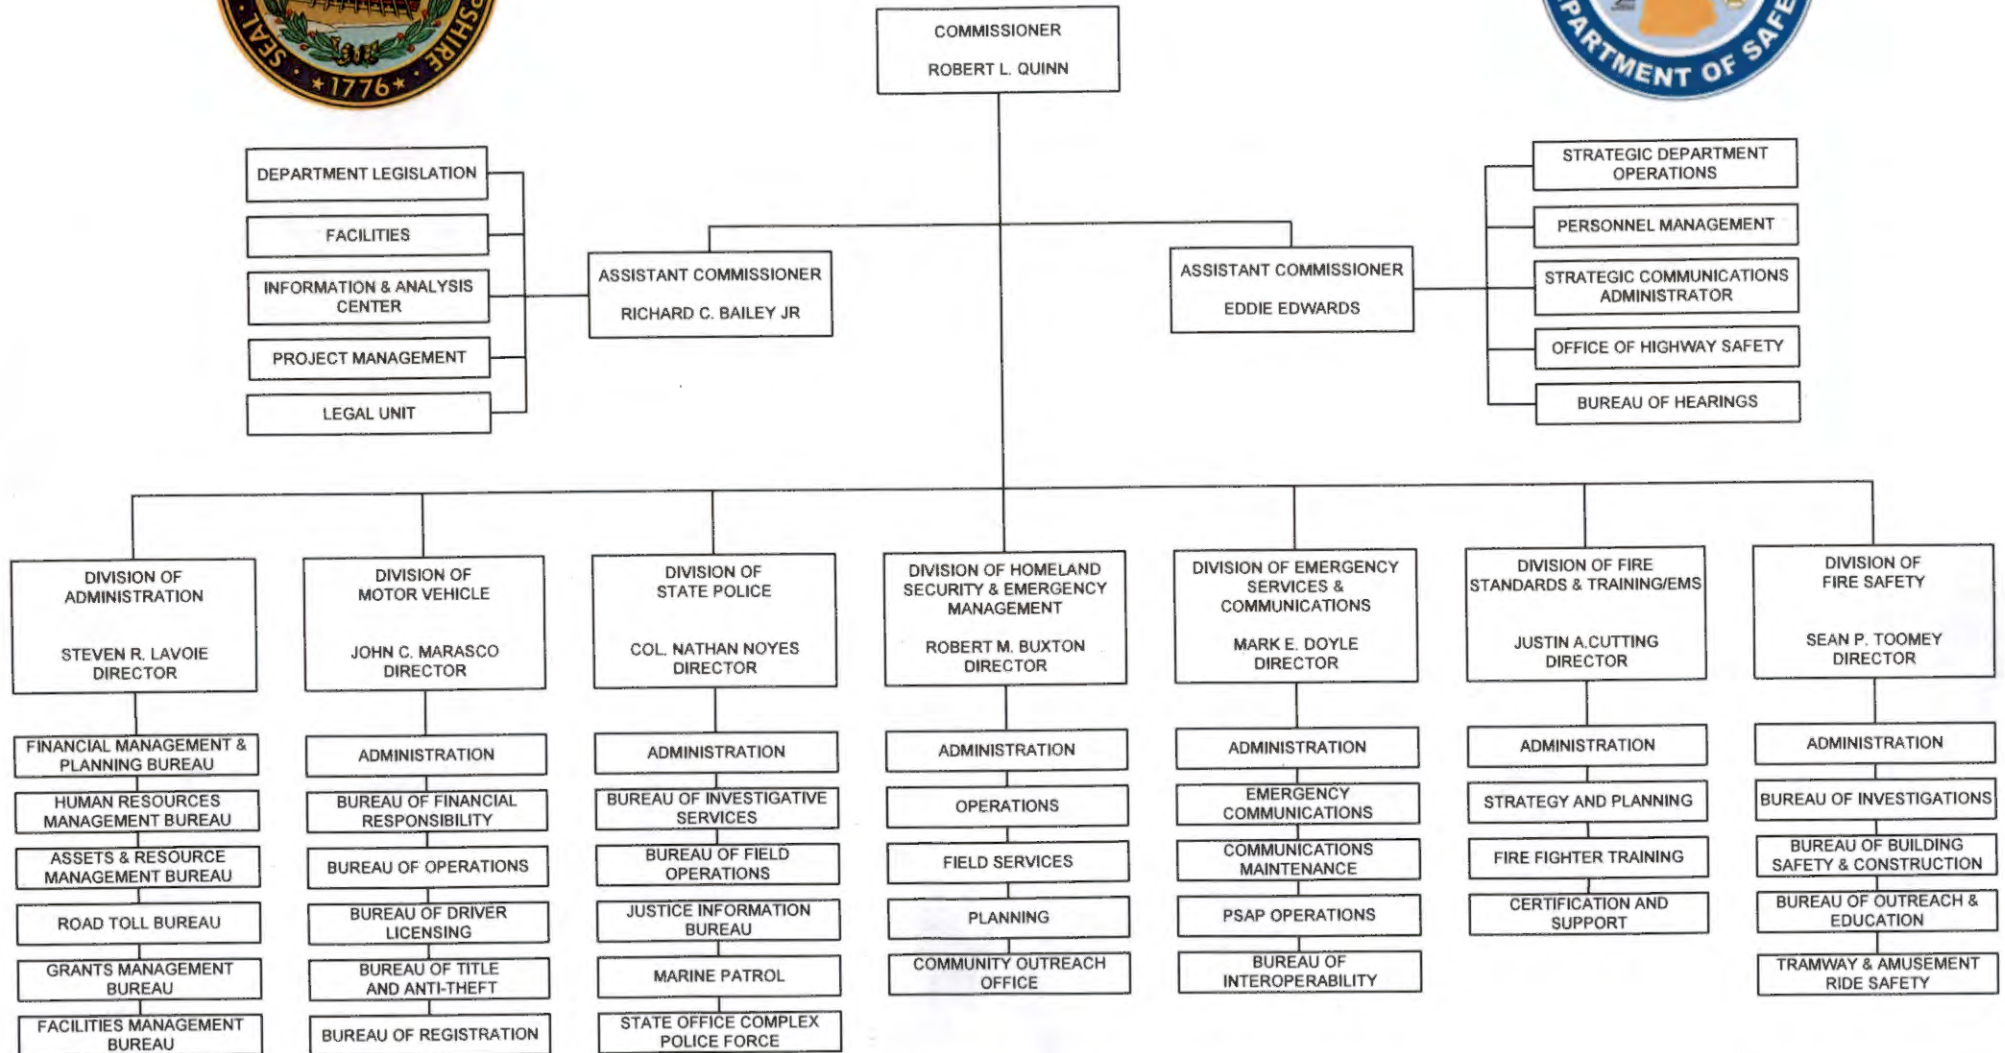 SHIRE
SEAL
★1776★
PARTMENT OF SAFE
COMMISSIONER
ROBERT L. QUINN
DEPARTMENT LEGISLATION
FACILITIES
INFORMATION & ANALYSIS
CENTER
PROJECT MANAGEMENT
LEGAL UNIT
ASSISTANT COMMISSIONER
RICHARD C. BAILEY JR
ASSISTANT COMMISSIONER
EDDIE EDWARDS
STRATEGIC DEPARTMENT
OPERATIONS
PERSONNEL MANAGEMENT
STRATEGIC COMMUNICATIONS
ADMINISTRATOR
OFFICE OF HIGHWAY SAFETY
BUREAU OF HEARINGS
DIVISION OF
ADMINISTRATION
STEVEN R. LAVOIE
DIRECTOR
FINANCIAL MANAGEMENT &
PLANNING BUREAU
HUMAN RESOURCES
MANAGEMENT BUREAU
ASSETS & RESOURCE
MANAGEMENT BUREAU
ROAD TOLL BUREAU
GRANTS MANAGEMENT
BUREAU
FACILITIES MANAGEMENT
BUREAU
DIVISION OF
MOTOR VEHICLE
JOHN C. MARASCO
DIRECTOR
ADMINISTRATION
BUREAU OF FINANCIAL
RESPONSIBILITY
BUREAU OF OPERATIONS
BUREAU OF DRIVER
LICENSING
BUREAU OF TITLE
AND ANTI-THEFT
BUREAU OF REGISTRATION
DIVISION OF
STATE POLICE
COL. NATHAN NOYES
DIRECTOR
ADMINISTRATION
BUREAU OF INVESTIGATIVE
SERVICES
BUREAU OF FIELD
OPERATIONS
JUSTICE INFORMATION
BUREAU
MARINE PATROL
STATE OFFICE COMPLEX
POLICE FORCE
DIVISION OF HOMELAND
SECURITY & EMERGENCY
MANAGEMENT
ROBERT M. BUXTON
DIRECTOR
ADMINISTRATION
OPERATIONS
FIELD SERVICES
PLANNING
COMMUNITY OUTREACH
OFFICE
DIVISION OF EMERGENCY
SERVICES &
COMMUNICATIONS
MARK E. DOYLE
DIRECTOR
ADMINISTRATION
EMERGENCY
COMMUNICATIONS
COMMUNICATIONS
MAINTENANCE
PSAP OPERATIONS
BUREAU OF
INTEROPERABILITY
DIVISION OF FIRE
STANDARDS & TRAINING/EMS
JUSTIN A.CUTTING
DIRECTOR
ADMINISTRATION
STRATEGY AND PLANNING
FIRE FIGHTER TRAINING
CERTIFICATION AND
SUPPORT
DIVISION OF
FIRE SAFETY
SEAN P. TOOMEY
DIRECTOR
ADMINISTRATION
BUREAU OF INVESTIGATIONS
BUREAU OF BUILDING
SAFETY & CONSTRUCTION
BUREAU OF OUTREACH &
EDUCATION
TRAMWAY & AMUSEMENT
RIDE SAFETY